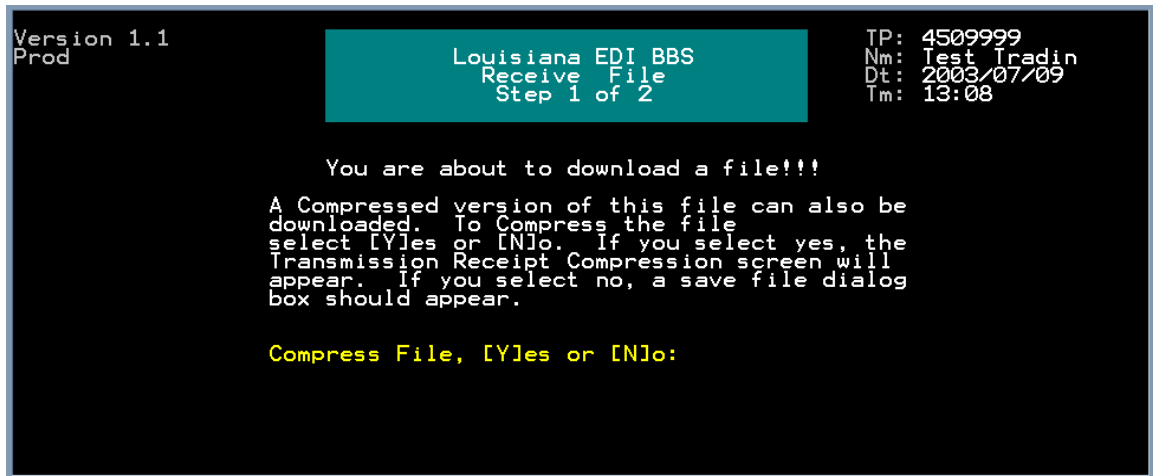 Version 1.1
Prod
Louisiana EDI BBS
Receive File
Step 1 of 2
TP: 4509999
Nm: Test Tradin
Dt: 2003/07/09
Tm: 13:08
You are about to download a file!!!
A Compressed version of this file can also be
downloaded. To Compress the file
select [Y]es or [N]o. If you select yes, the
Transmission Receipt Compression screen will
appear. If you select no, a save file dialog
box should appear.
Compress File, [Y]es or [N]o: